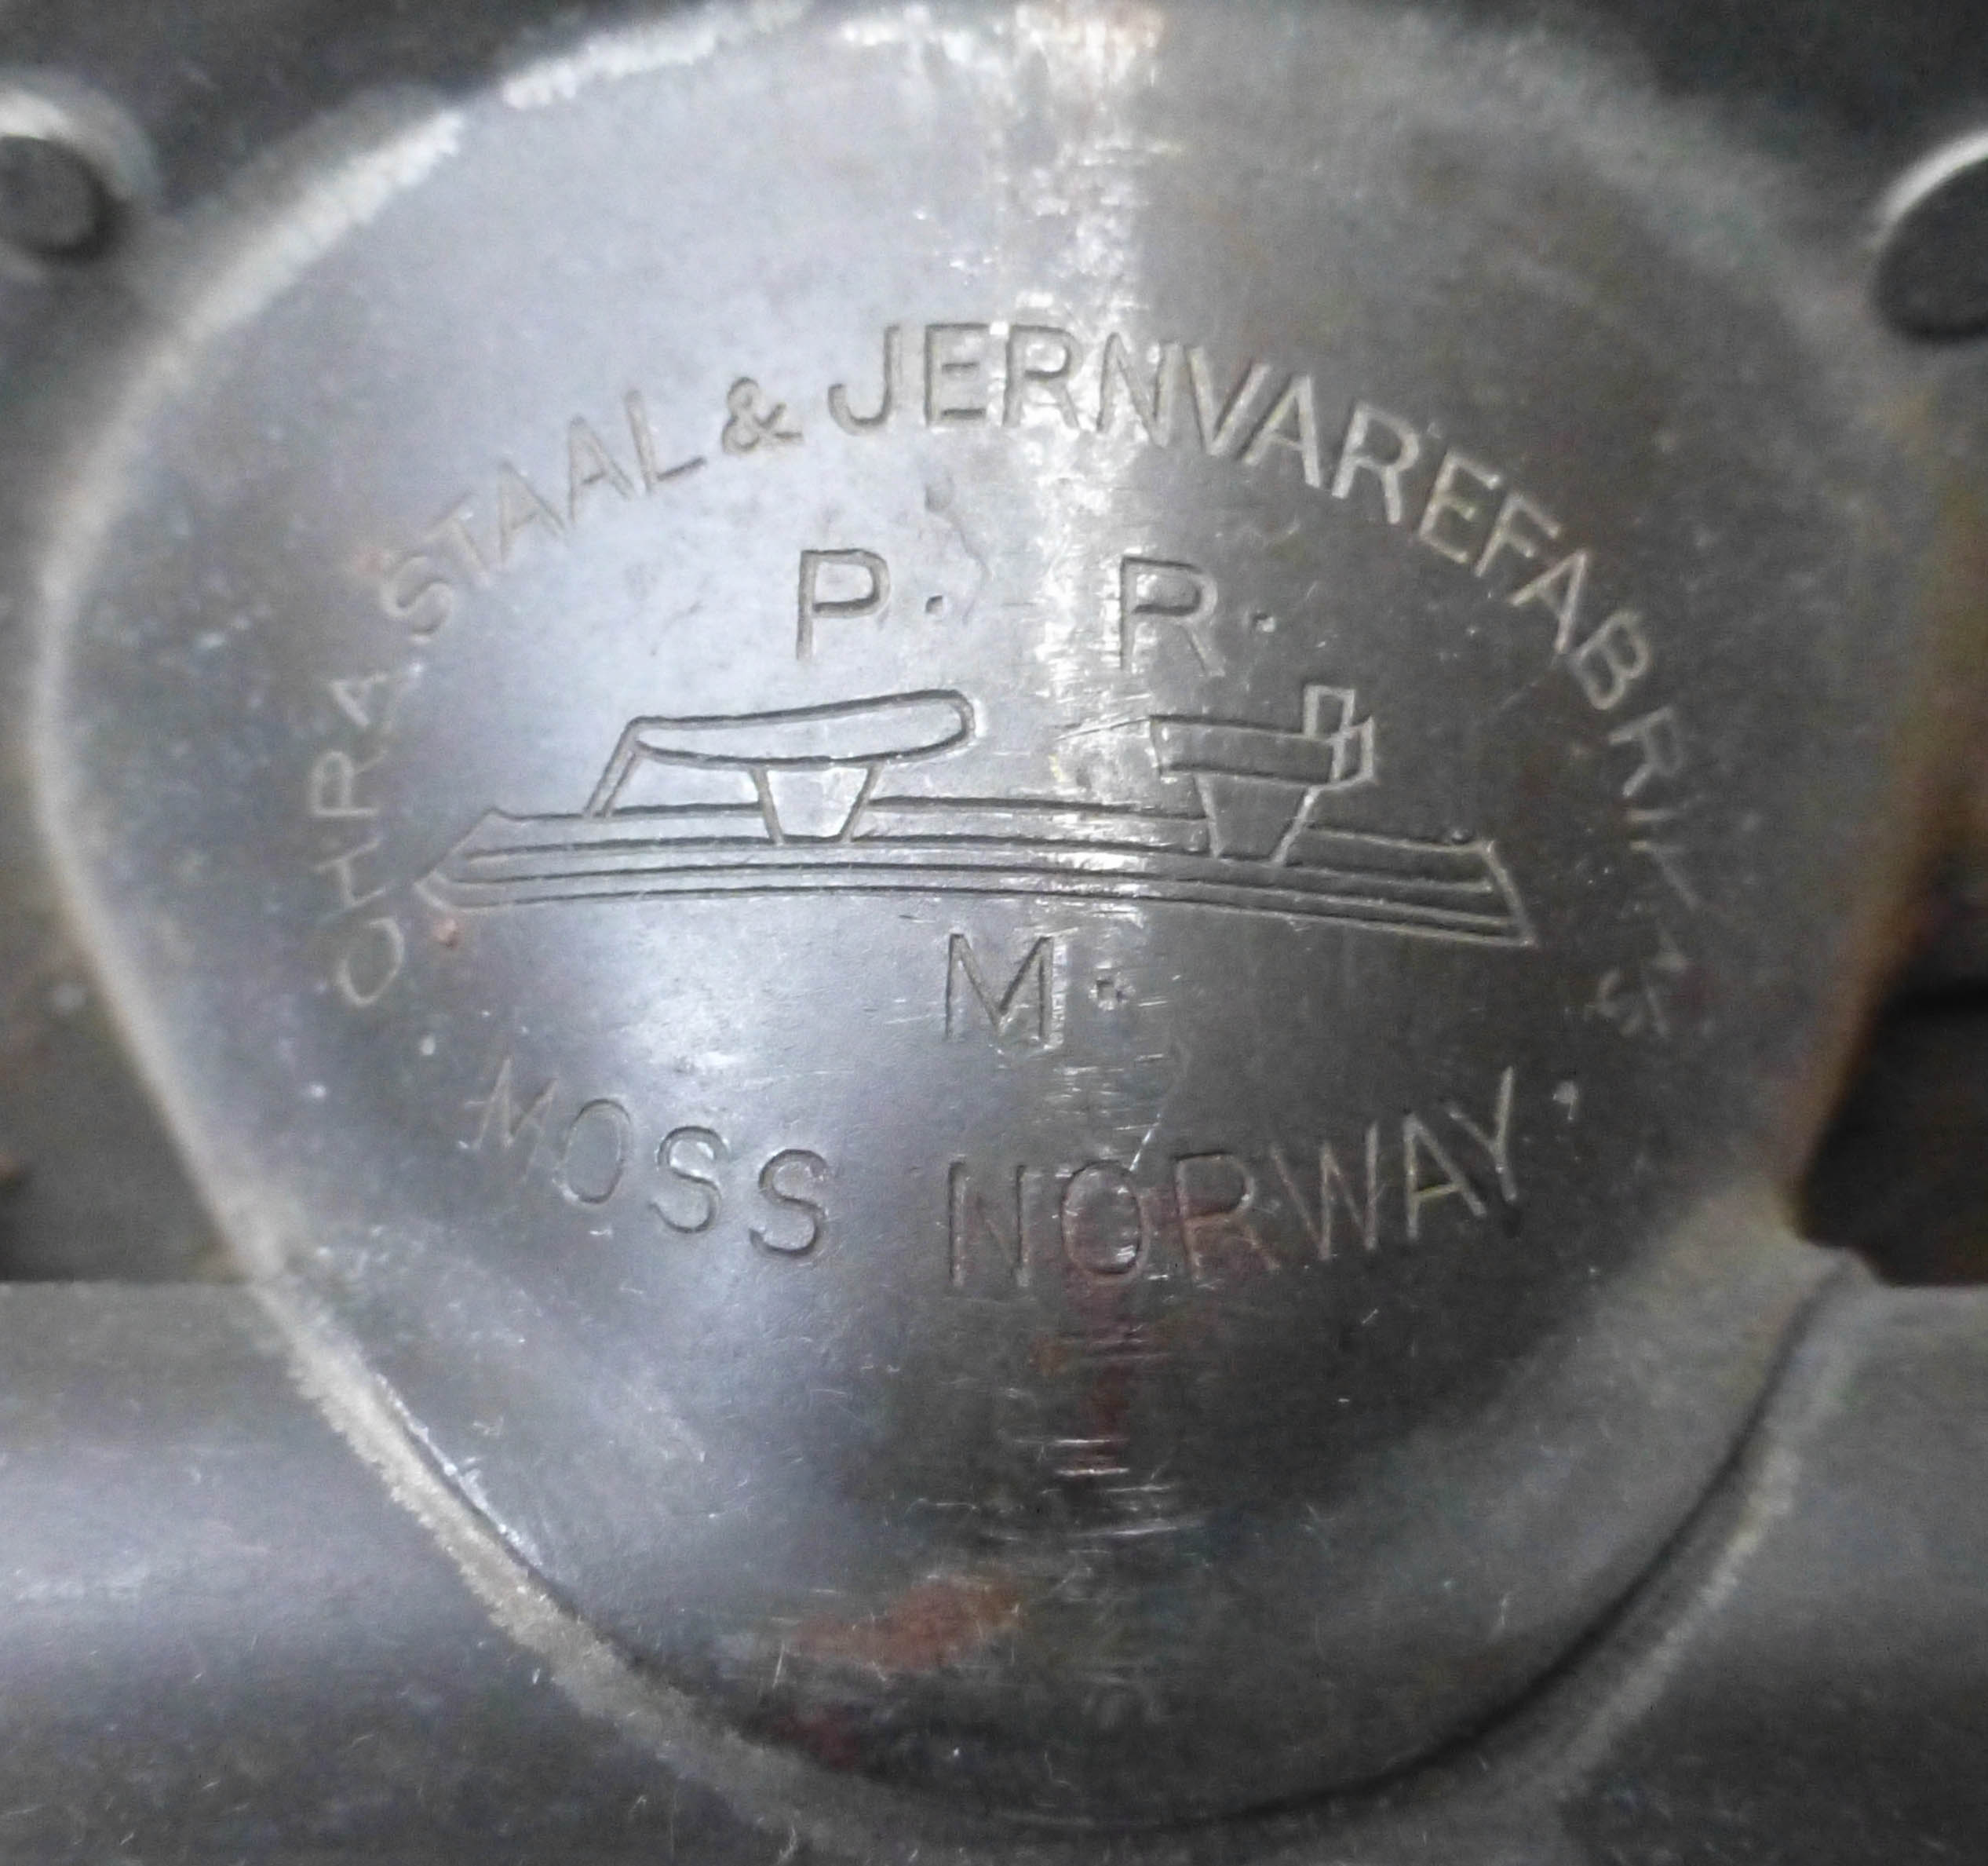 CHRA STAAL & JERNVAREFABRIK A/S
P. R.
M.
MOSS NORWAY.